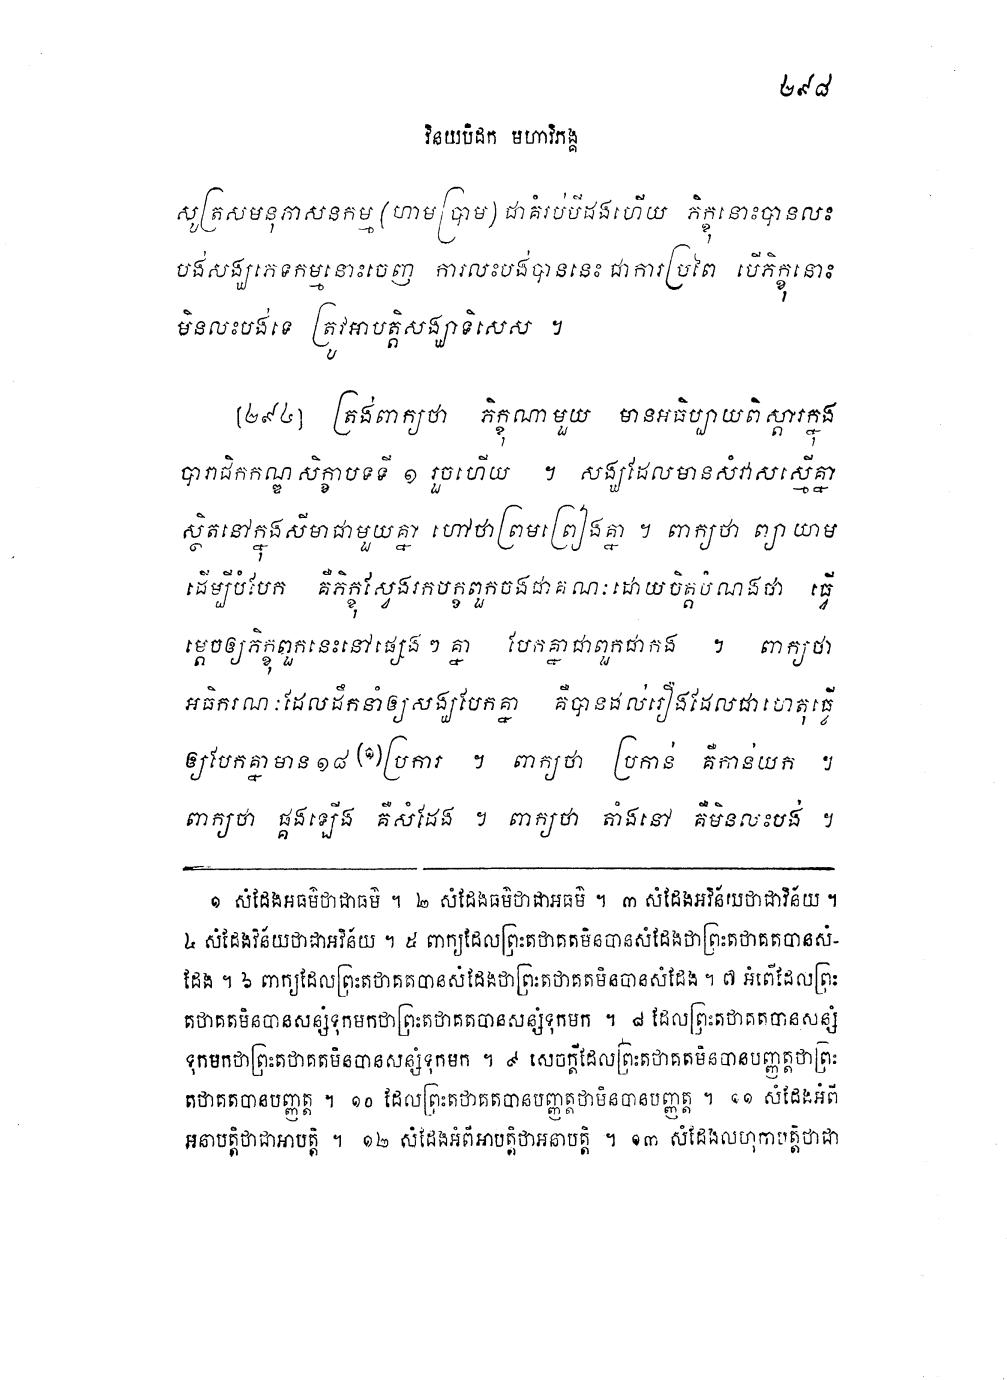 ២៩៨
វិនយបិដក មហាវិភង្គ
សូត្រសមនុភាសនកម្ម (ហាមប្រាម) ជាគំរប់បីដងហើយ ភិក្ខុនោះបានលះ
បង់សង្ឃភេទកម្មនោះចេញ ការលះបង់បាននេះ ជាការប្រពៃ បើភិក្ខុនោះ
មិនលះបង់ទេ ត្រូវអាបត្តិសង្ឃាទិសេស ។
[២៩៤] ត្រង់ពាក្យថា ភិក្ខុណាមួយ មានអធិប្បាយពិស្តារក្នុង
បារាជិកកណ្ឌ សិក្ខាបទទី ១ រួចហើយ ។ សង្ឃដែលមានសំវាសស្មើគ្នា
ស្ថិតនៅក្នុងសីមាជាមួយគ្នា ហៅថាព្រមព្រៀងគ្នា ។ ពាក្យថា ព្យាយាម
ដើម្បីបំបែក គឺភិក្ខុស្វែងរកបក្ខពួកចងជាគណៈដោយចិត្តប៉ណងថា ធ្វើ
ម្តេចឲ្យភិក្ខុពួកនេះនៅផ្សេង ៗ គ្នា បែកគ្នាជាពួកជាកង ។ ពាក្យថា
អធិករណៈដែលដឹកនាំឲ្យសង្ឃបែកគ្នា គឺបានដល់រឿងដែលជាហេតុធ្វើ
ឲ្យបែកគ្នាមាន ១៨ (១) ប្រការ ។ ពាក្យថា ប្រកាន់ គឺកាន់យក ។
ពាក្យថា ផ្គងឡើង គឺសំដែង ។ ពាក្យថា តាំងនៅ គឺមិនលះបង់ ។
១ សំដែងអធម៌ថាជាធម៌ ។ ២ សំដែងធម៌ថាជាអធម៌ ។ ៣ សំដែងអវិន័យថាជាវិន័យ ។
៤ សំដែងវិន័យថាជាអវិន័យ ។ ៥ ពាក្យដែលព្រះតថាគតមិនបានសំដែងថាព្រះតថាគតបានសំ-
ដែង ។ ៦ ពាក្យដែលព្រះតថាគតបានសំដែងថាព្រះតថាគតមិនបានសំដែង ។ ៧ អំពើដែលព្រះ
តថាគតមិនបានសន្សំទុកមកថាព្រះតថាគតបានសន្សំទុកមក ។ ៨ ដែលព្រះតថាគតបានសន្សំ
ទុកមកថាព្រះតថាគតមិនបានសន្សំទុកមក ។ ៩ សេចក្តីដែលព្រះតថាគតមិនបានបញ្ញត្តថាព្រះ
តថាគតបានបញ្ញត្ត ។ ១០ ដែលព្រះតថាគតបានបញ្ញត្តថាមិនបានបញ្ញត្ត ។ ១១ សំដែងអំពី
អនាបត្តិថាជាអាបត្តិ ។ ១២ សំដែងអំពីអាបត្តិថាអនាបត្តិ ។ ១៣ សំដែងលហុកាបត្តិថាជា